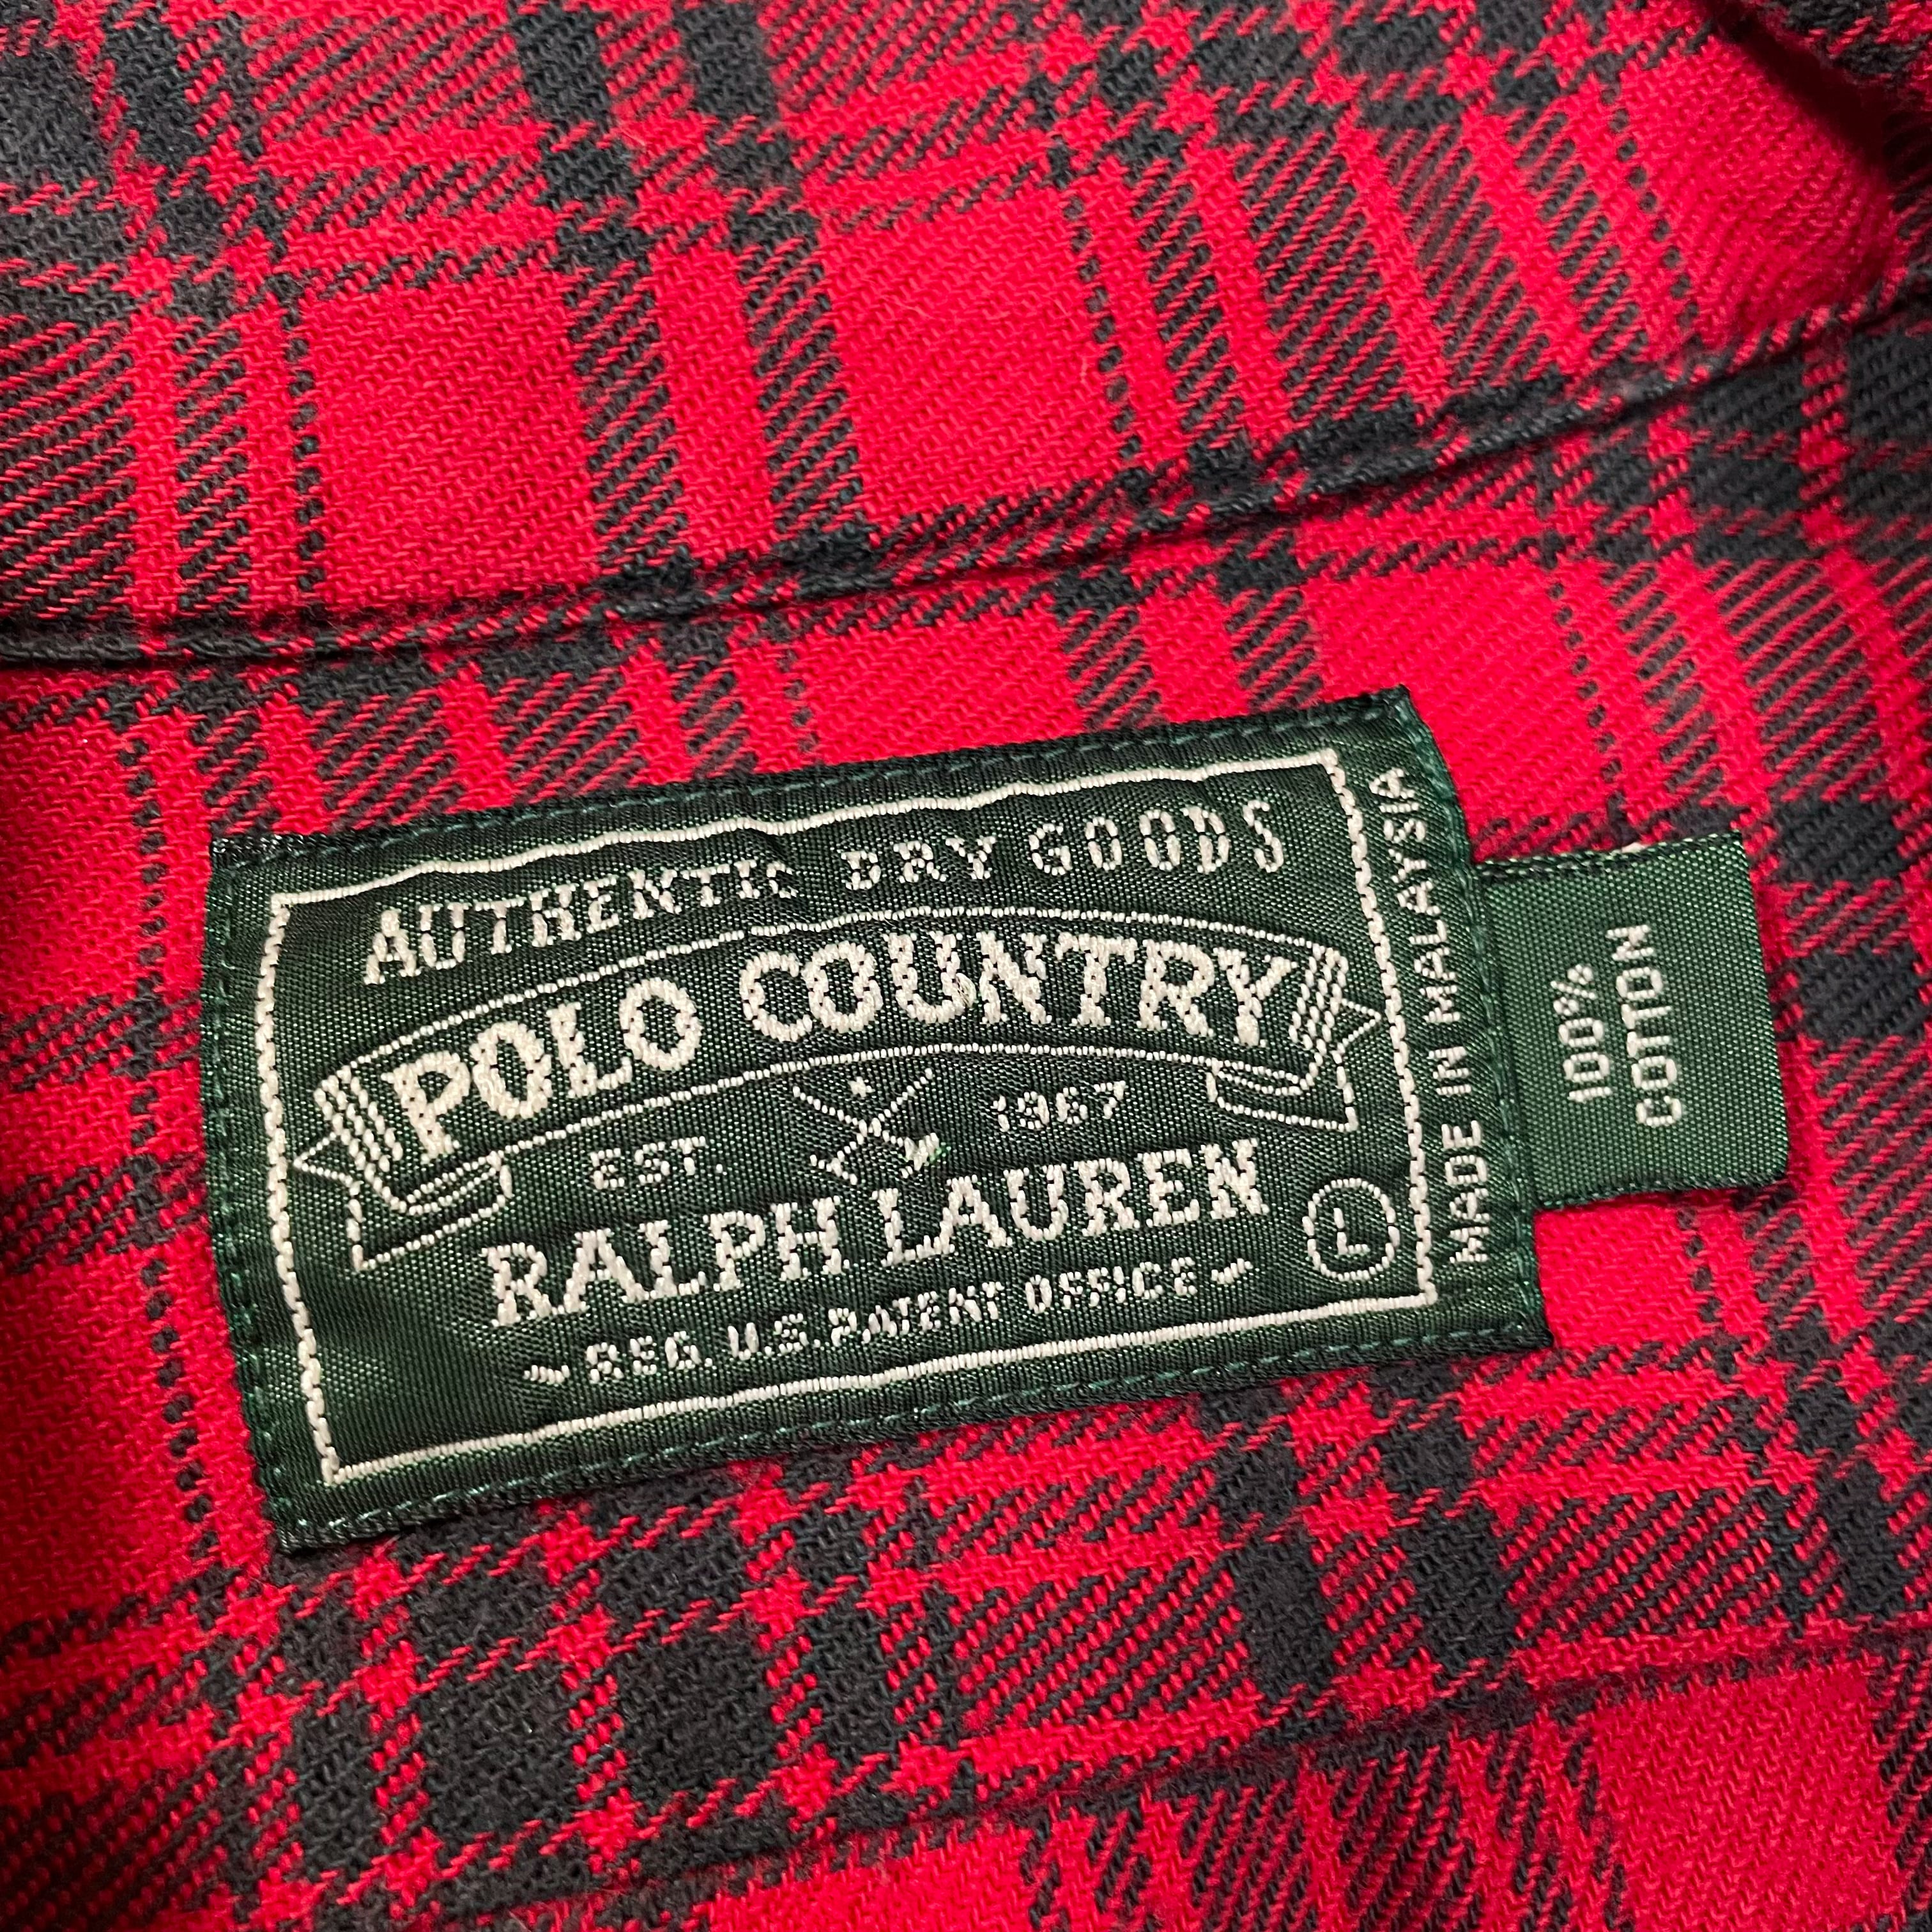 AUTHENTIC DRY GOODS
POLO COUNTRY
EST. 1967
RALPH LAUREN
REG. U.S. PATENT OFFICE
L
MADE IN MALAYSIA
100%
COTTON